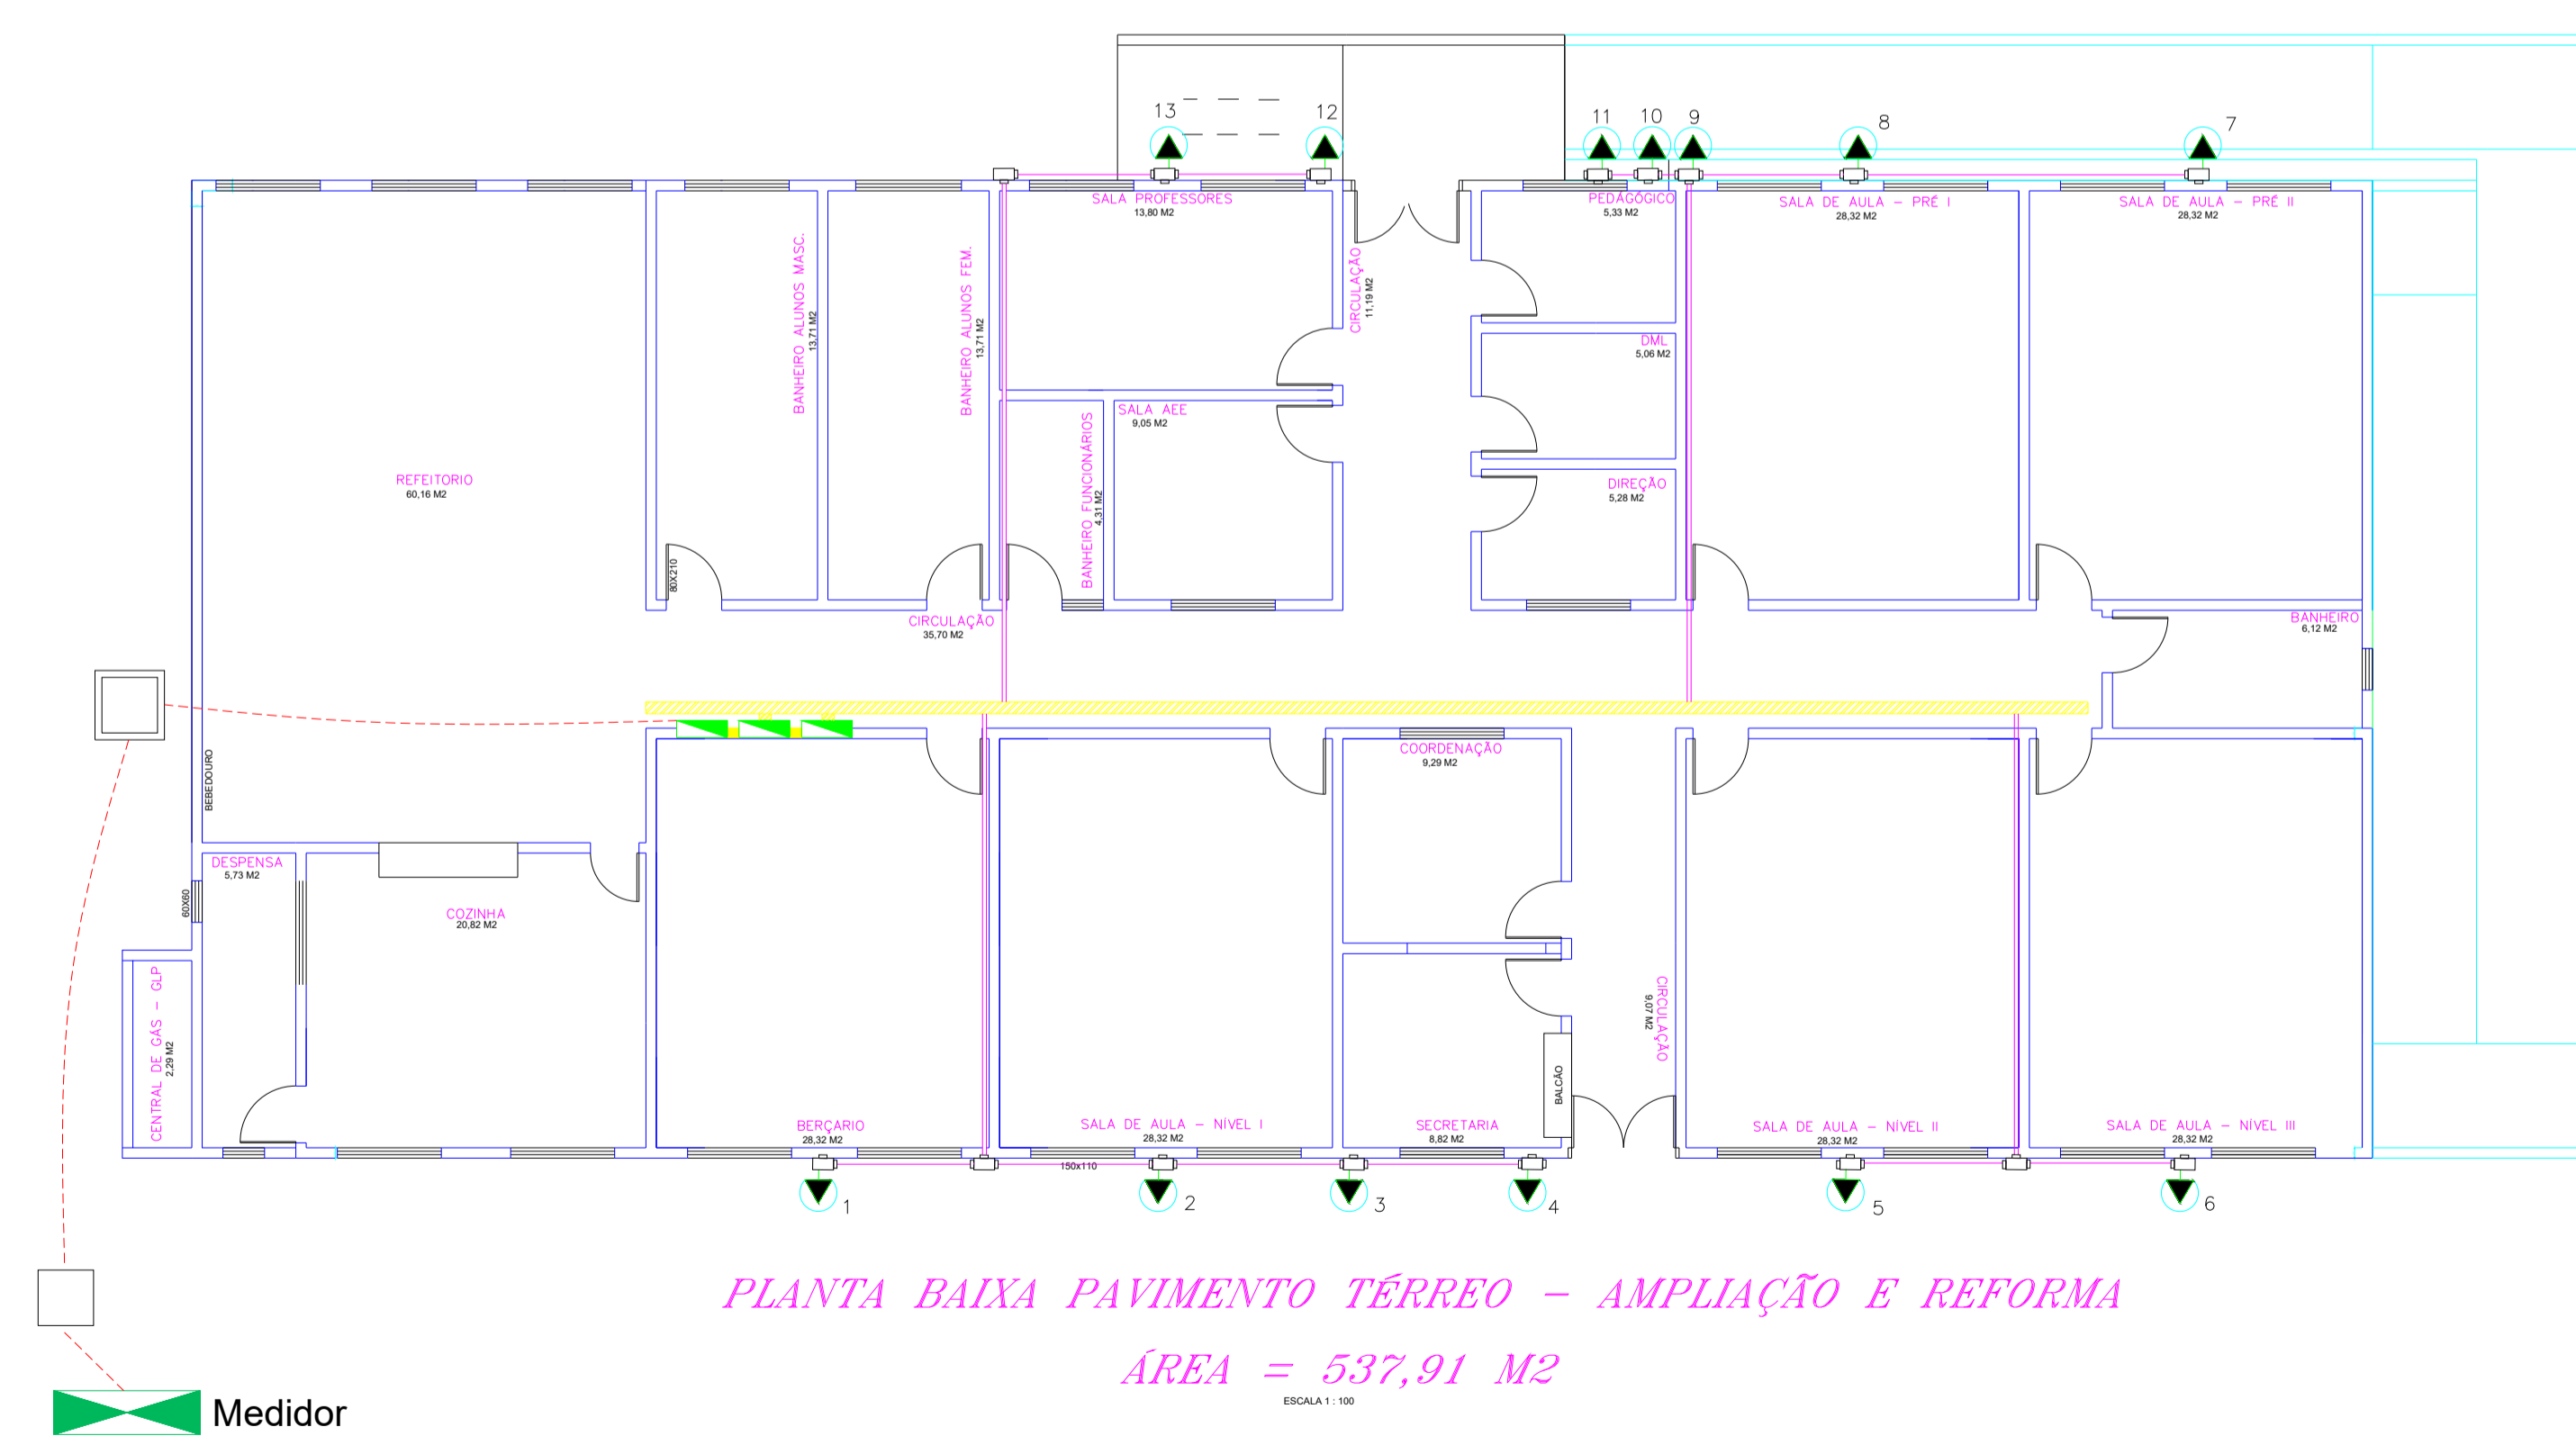 13
12
11
10
9
8
7
SALA PROFESSORES
13,80 M2
PEDAGÓGICO
5,33 M2
SALA DE AULA – PRÉ I
28,32 M2
SALA DE AULA – PRÉ II
28,32 M2
BANHEIRO ALUNOS MASC.
13,71 M2
BANHEIRO ALUNOS FEM.
13,71 M2
CIRCULAÇÃO
11,19 M2
DML
5,06 M2
SALA AEE
9,05 M2
BANHEIRO FUNCIONÁRIOS
4,31 M2
REFEITORIO
60,16 M2
DIREÇÃO
5,28 M2
80X210
CIRCULAÇÃO
35,70 M2
BANHEIRO
6,12 M2
BEBEDOURO
COORDENAÇÃO
9,29 M2
DESPENSA
5,73 M2
60X60
COZINHA
20,82 M2
CENTRAL DE GÁS – GLP
2,29 M2
CIRCULAÇÃO
9,07 M2
BALCÃO
BERÇARIO
28,32 M2
SALA DE AULA – NÍVEL I
28,32 M2
SECRETARIA
8,82 M2
SALA DE AULA – NÍVEL II
28,32 M2
SALA DE AULA – NÍVEL III
28,32 M2
150x110
1
2
3
4
5
6
PLANTA BAIXA PAVIMENTO TÉRREO – AMPLIAÇÃO E REFORMA
ÁREA = 537,91 M2
ESCALA 1 : 100
Medidor